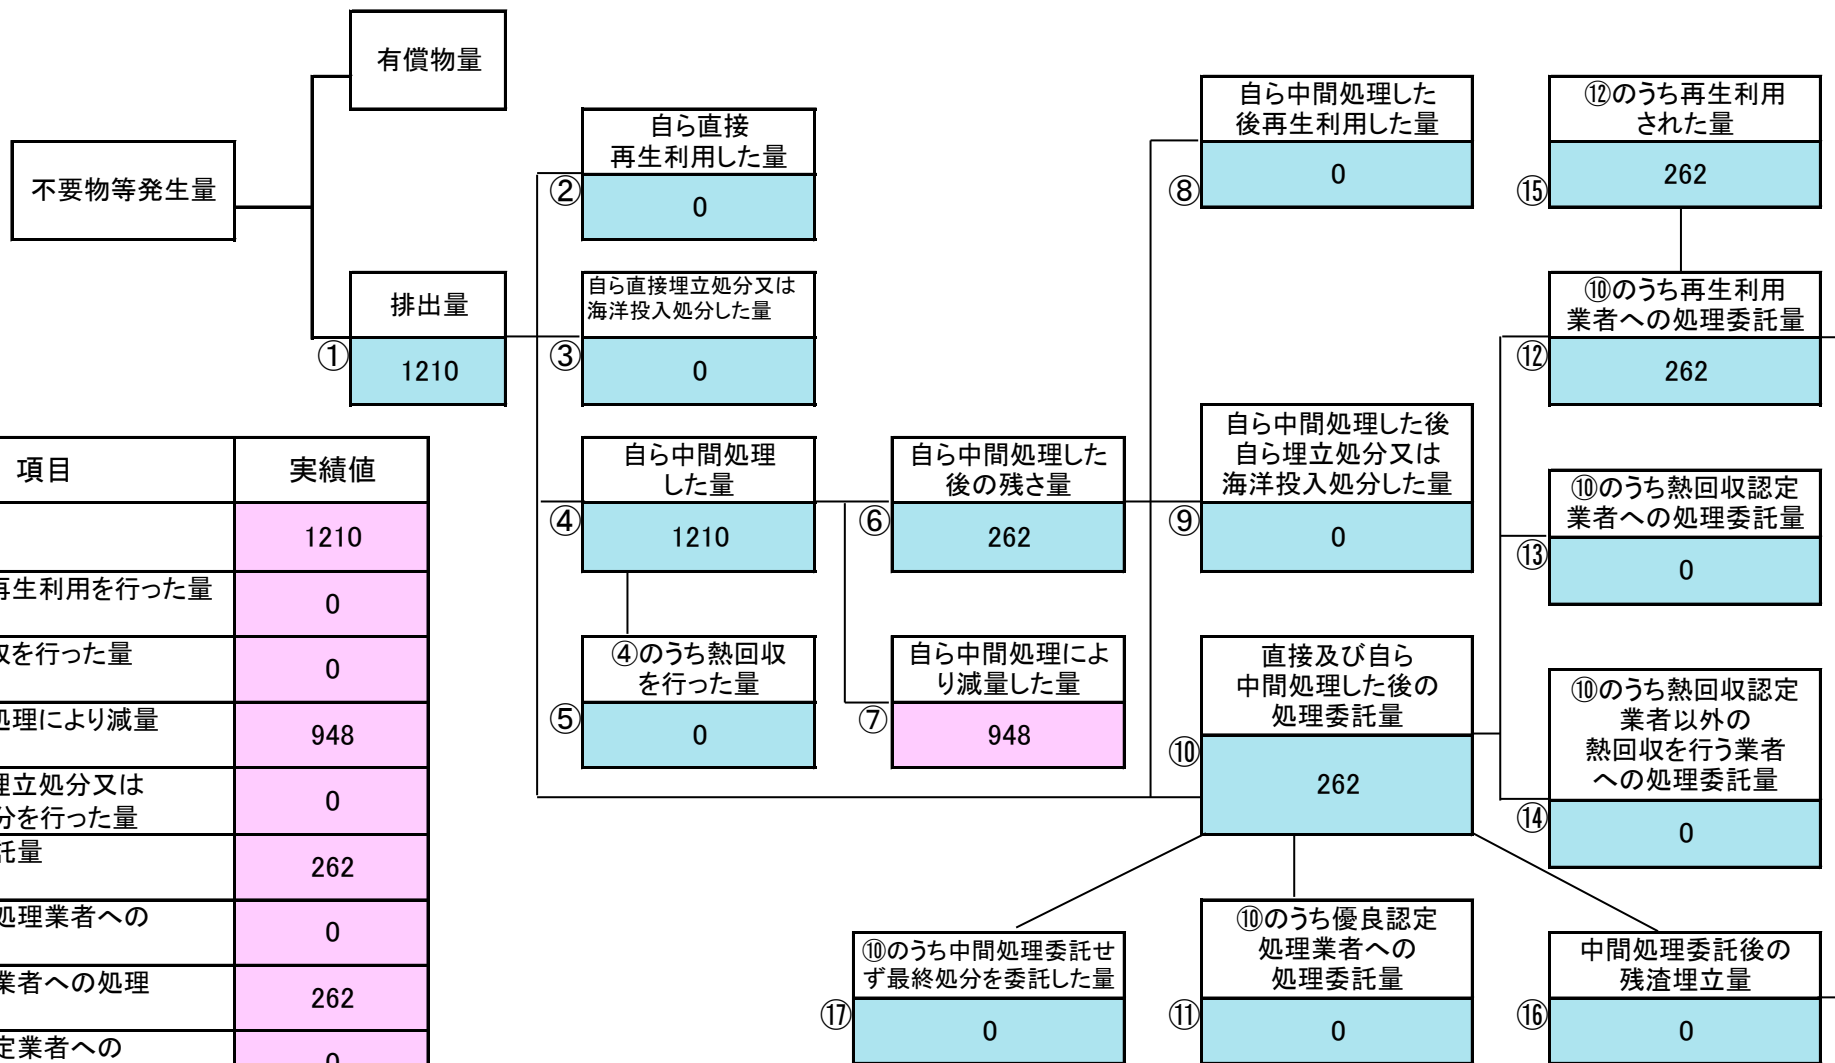 有償物量
不要物等発生量
排出量
①
1210
自ら直接
再生利用した量
②
0
自ら直接埋立処分又は
海洋投入処分した量
③
0
自ら中間処理
した量
④
1210
④のうち熱回収
を行った量
⑤
0
自ら中間処理した
後の残さ量
⑥
262
自ら中間処理によ
り減量した量
⑦
948
自ら中間処理した
後再生利用した量
⑧
0
自ら中間処理した後
自ら埋立処分又は
海洋投入処分した量
⑨
0
直接及び自ら
中間処理した後の
処理委託量
⑩
262
⑫のうち再生利用
された量
⑮
262
⑩のうち再生利用
業者への処理委託量
⑫
262
⑩のうち熱回収認定
業者への処理委託量
⑬
0
⑩のうち熱回収認定
業者以外の
熱回収を行う業者
への処理委託量
⑭
0
⑩のうち中間処理委託せ
ず最終処分を委託した量
⑰
0
⑩のうち優良認定
処理業者への
処理委託量
⑪
0
中間処理委託後の
残渣埋立量
⑯
0
項目 実績値
1210
再生利用を行った量
0
を行った量
0
処理により減量
948
埋立処分又は
を行った量
0
託量
262
処理業者への
0
業者への処理
262
定業者への
0